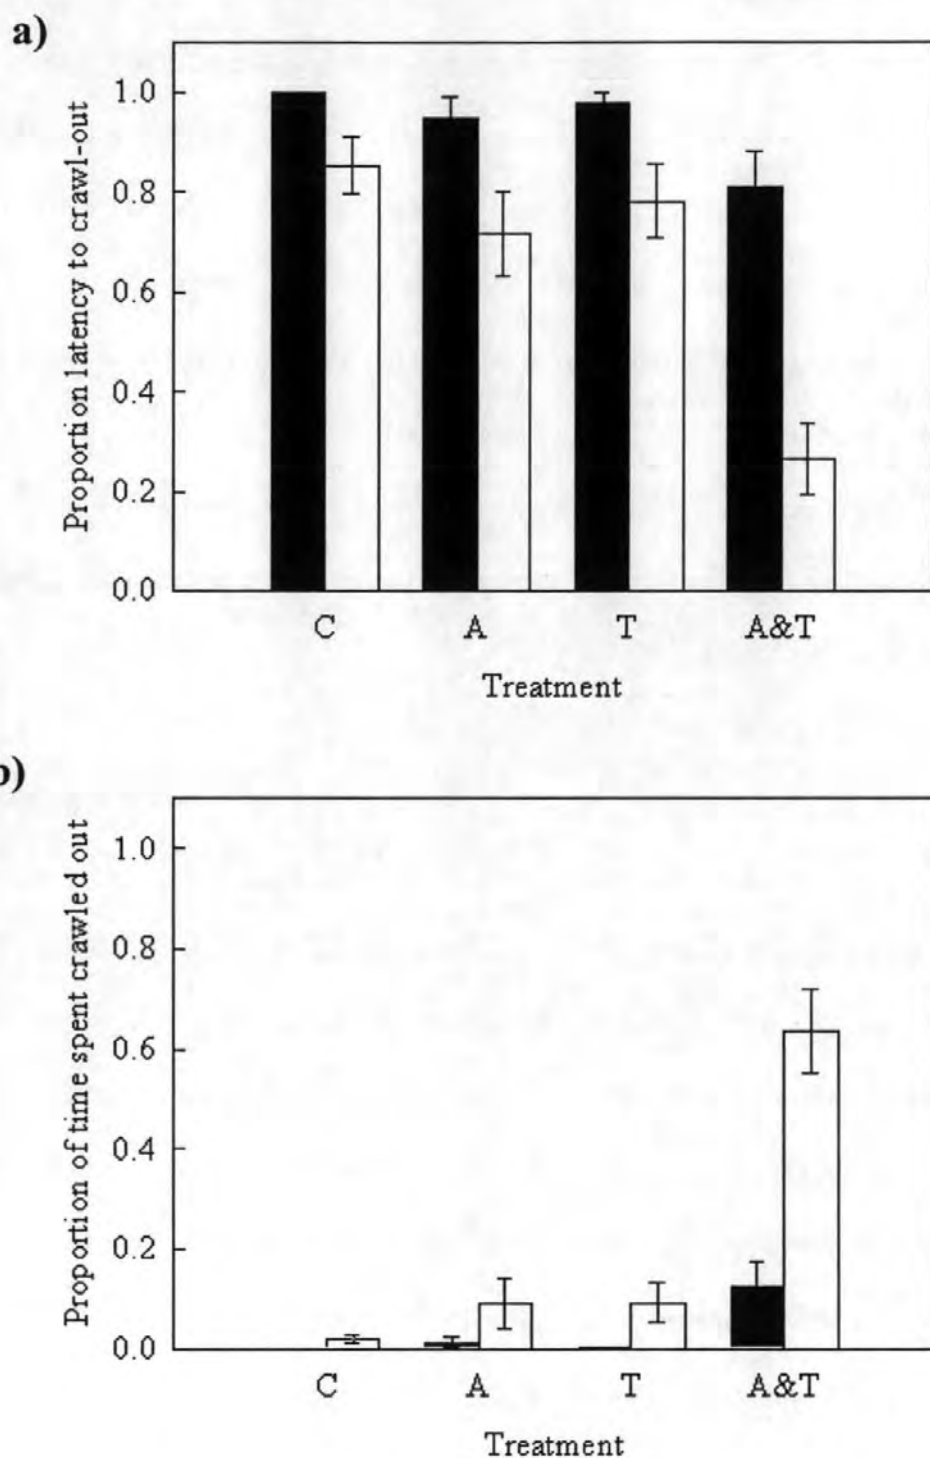 a)
Proportion latency to crawl-out
1.0
0.8
0.6
0.4
0.2
0.0
C A T A&T
Treatment
b)
Proportion of time spent crawled out
1.0
0.8
0.6
0.4
0.2
0.0
C A T A&T
Treatment